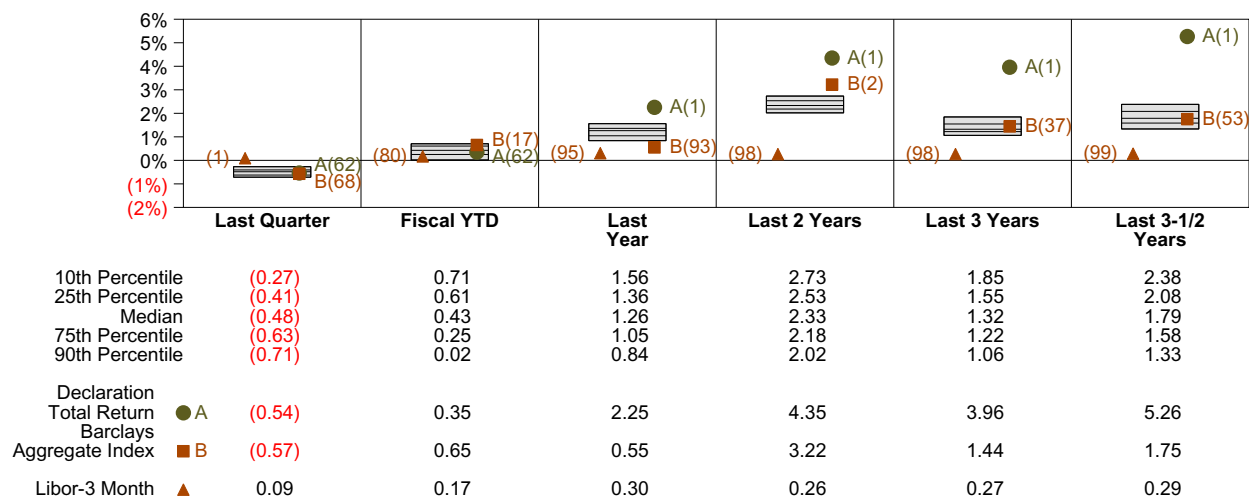 6%
5%
4%
3%
2%
1%
0%
(1%)
(2%)
(1) A(62) B(68)
(80) B(17) A(62)
(95) A(1) B(93)
(98) A(1) B(2)
(98) A(1) B(37)
(99) A(1) B(53)
Last Quarter Fiscal YTD Last Year Last 2 Years Last 3 Years Last 3-1/2 Years
10th Percentile (0.27) 0.71 1.56 2.73 1.85 2.38
25th Percentile (0.41) 0.61 1.36 2.53 1.55 2.08
Median (0.48) 0.43 1.26 2.33 1.32 1.79
75th Percentile (0.63) 0.25 1.05 2.18 1.22 1.58
90th Percentile (0.71) 0.02 0.84 2.02 1.06 1.33
Declaration
Total Return A (0.54) 0.35 2.25 4.35 3.96 5.26
Barclays
Aggregate Index B (0.57) 0.65 0.55 3.22 1.44 1.75
Libor-3 Month 0.09 0.17 0.30 0.26 0.27 0.29